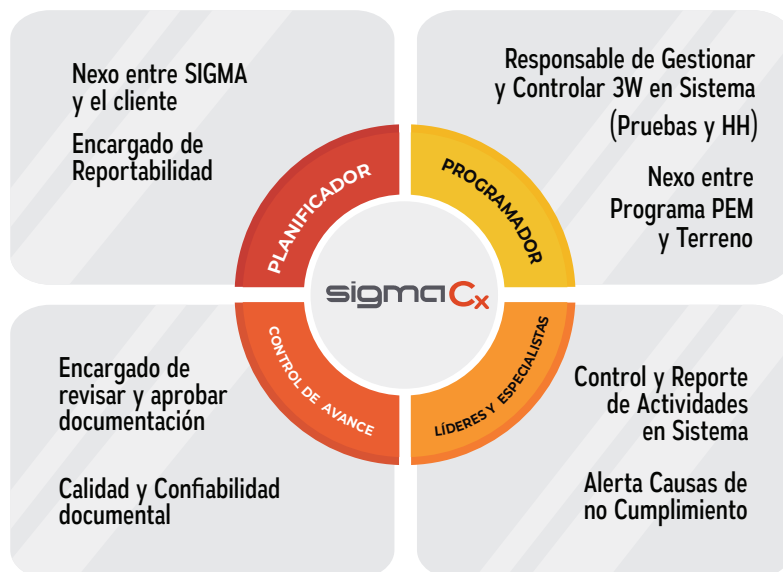 Nexo entre SIGMA
y el cliente
Encargado de
Reportabilidad
PLANIFICADOR
Responsable de Gestionar
y Controlar 3W en Sistema
(Pruebas y HH)
Nexo entre
Programa PEM
y Terreno
PROGRAMADOR
sigma Cx
Encargado de
revisar y aprobar
documentación
Calidad y Confiabilidad
documental
CONTROL DE AVANCE
LÍDERES Y ESPECIALISTAS
Control y Reporte
de Actividades
en Sistema
Alerta Causas de
no Cumplimiento